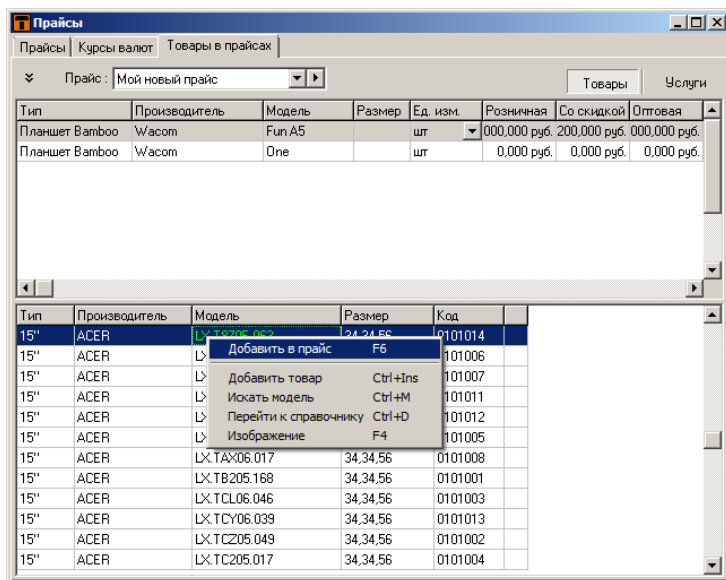 Прайсы
Прайсы Курсы валют Товары в прайсах
Прайс : Мой новый прайс Товары Услуги
Тип Производитель Модель Размер Ед. изм. Розничная Со скидкой Оптовая
Планшет Bamboo Wacom Fun A5 шт 000,000 руб. 200,000 руб. 000,000 руб.
Планшет Bamboo Wacom One шт 0,000 руб. 0,000 руб. 0,000 руб.
Тип Производитель Модель Размер Код
15" ACER 34,34,56 0101014
Добавить в прайс F6
15" ACER 0101006
Добавить товар Ctrl+Ins
15" ACER 0101007
Искать модель Ctrl+M
15" ACER 0101011
Перейти к справочнику Ctrl+D
15" ACER 0101012
Изображение F4
15" ACER 0101005
15" ACER LX.TAX06.017 34,34,56 0101008
15" ACER LX.TB205.168 34,34,56 0101001
15" ACER LX.TCL06.046 34,34,56 0101003
15" ACER LX.TCY06.039 34,34,56 0101013
15" ACER LX.TCZ05.049 34,34,56 0101002
15" ACER LX.TC205.017 34,34,56 0101004